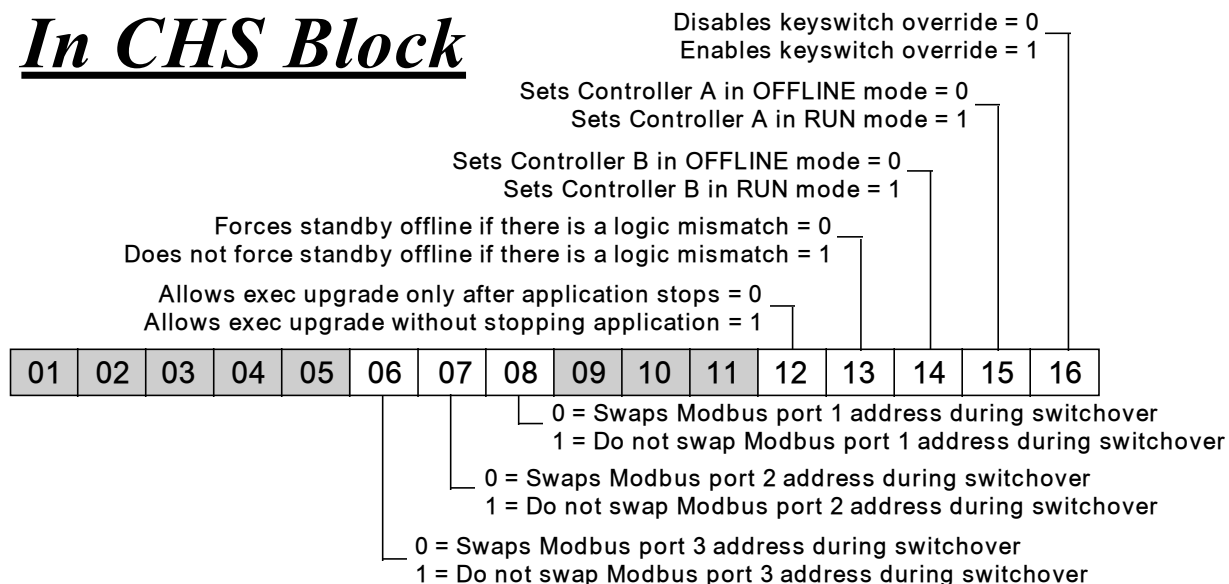 In CHS Block
Disables keyswitch override = 0
Enables keyswitch override = 1
Sets Controller A in OFFLINE mode = 0
Sets Controller A in RUN mode = 1
Sets Controller B in OFFLINE mode = 0
Sets Controller B in RUN mode = 1
Forces standby offline if there is a logic mismatch = 0
Does not force standby offline if there is a logic mismatch = 1
Allows exec upgrade only after application stops = 0
Allows exec upgrade without stopping application = 1
01 02 03 04 05 06 07 08 09 10 11 12 13 14 15 16
0 = Swaps Modbus port 1 address during switchover
1 = Do not swap Modbus port 1 address during switchover
0 = Swaps Modbus port 2 address during switchover
1 = Do not swap Modbus port 2 address during switchover
0 = Swaps Modbus port 3 address during switchover
1 = Do not swap Modbus port 3 address during switchover